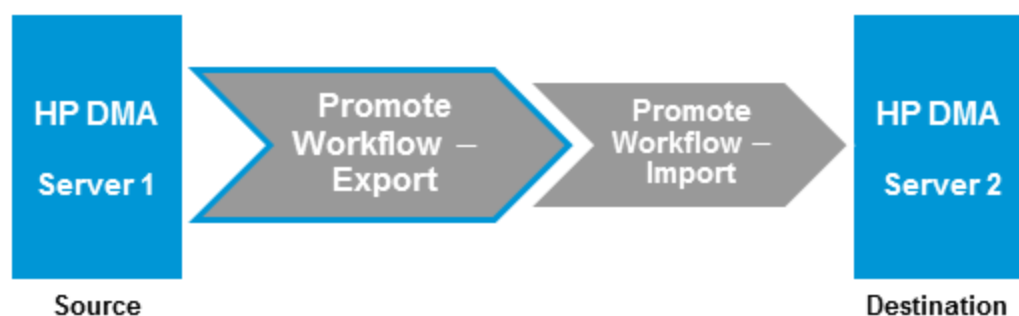 HP DMA
Server 1
Source
Promote
Workflow –
Export
Promote
Workflow –
Import
HP DMA
Server 2
Destination